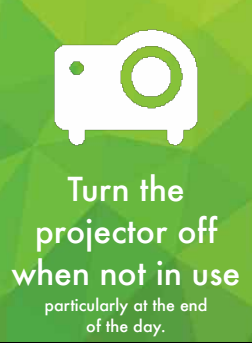 Turn the
projector off
when not in use
particularly at the end
of the day.